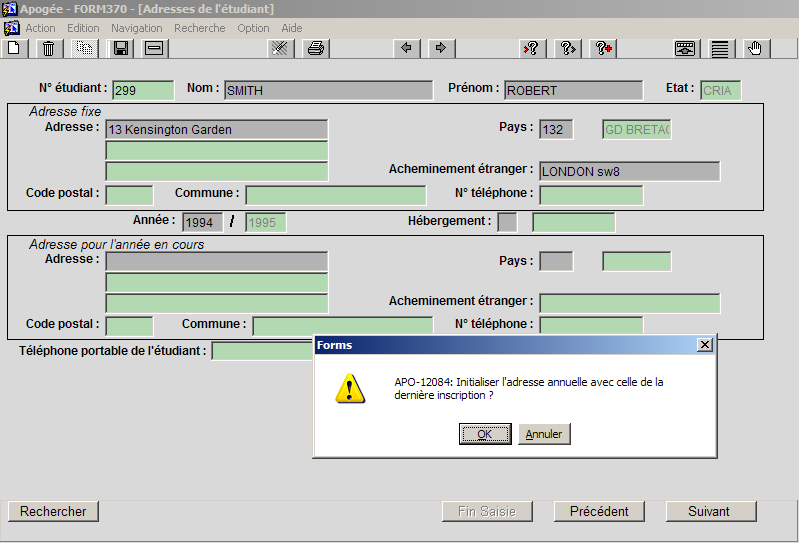 Apogée - FORM370 - [Adresses de l'étudiant]
Action Edition Navigation Recherche Option Aide
N° étudiant : 299 Nom : SMITH Prénom : ROBERT Etat : CRIA
Adresse fixe
Adresse : 13 Kensington Garden Pays : 132 GD BRETAG
Acheminement étranger : LONDON sw8
Code postal : Commune : N° téléphone :
Année : 1994 / 1995 Hébergement :
Adresse pour l'année en cours
Adresse : Pays :
Acheminement étranger :
Code postal : Commune : N° téléphone :
Téléphone portable de l'étudiant :
Forms
APO-12084: Initialiser l'adresse annuelle avec celle de la
dernière inscription ?
OK Annuler
Rechercher Fin Saisie Précédent Suivant